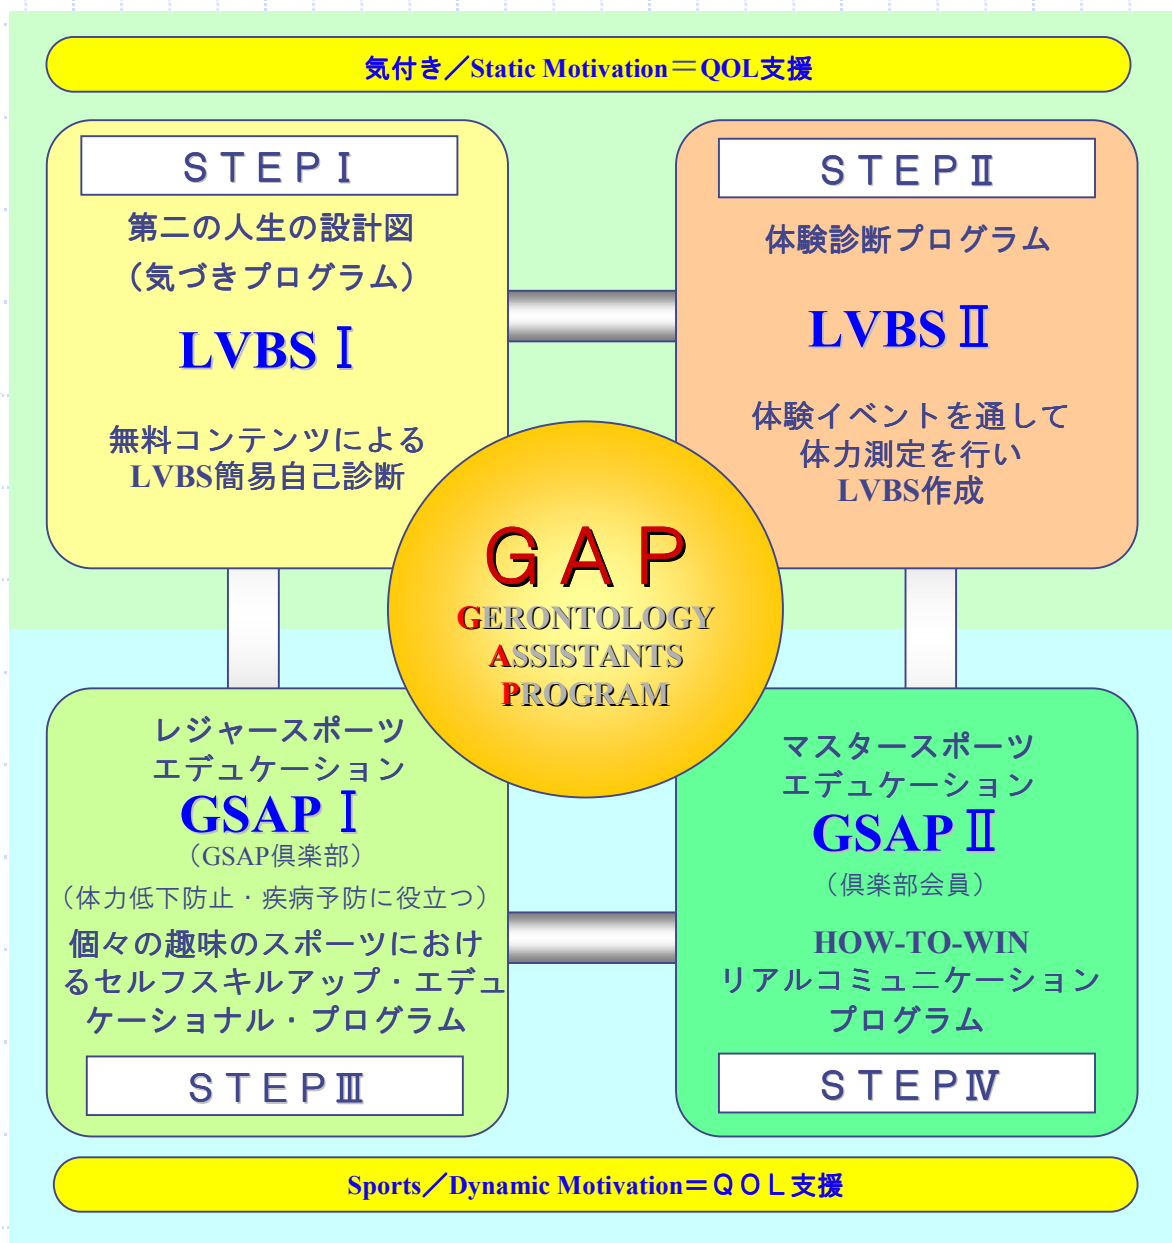 気付き／Static Motivation＝QOL支援
ＳＴＥＰⅠ
第二の人生の設計図
（気づきプログラム）
LVBSⅠ
無料コンテンツによる
LVBS簡易自己診断
ＳＴＥＰⅡ
体験診断プログラム
LVBSⅡ
体験イベントを通して
体力測定を行い
LVBS作成
ＧＡＰ
GERONTOLOGY
ASSISTANTS
PROGRAM
レジャースポーツ
エデュケーション
GSAPⅠ
（GSAP倶楽部）
（体力低下防止・疾病予防に役立つ）
個々の趣味のスポーツにおけ
るセルフスキルアップ・エデュ
ケーショナル・プログラム
ＳＴＥＰⅢ
マスタースポーツ
エデュケーション
GSAPⅡ
（倶楽部会員）
HOW-TO-WIN
リアルコミュニケーション
プログラム
ＳＴＥＰⅣ
Sports／Dynamic Motivation＝ＱＯＬ支援